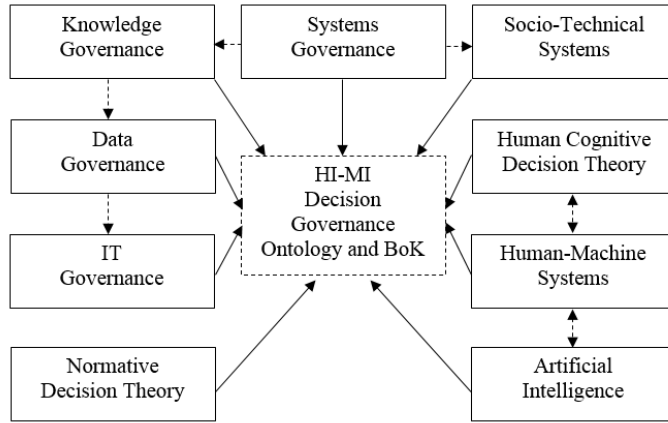 Knowledge
Governance
Systems
Governance
Socio-Technical
Systems
Data
Governance
HI-MI
Decision
Governance
Ontology and BoK
Human Cognitive
Decision Theory
IT
Governance
Human-Machine
Systems
Normative
Decision Theory
Artificial
Intelligence